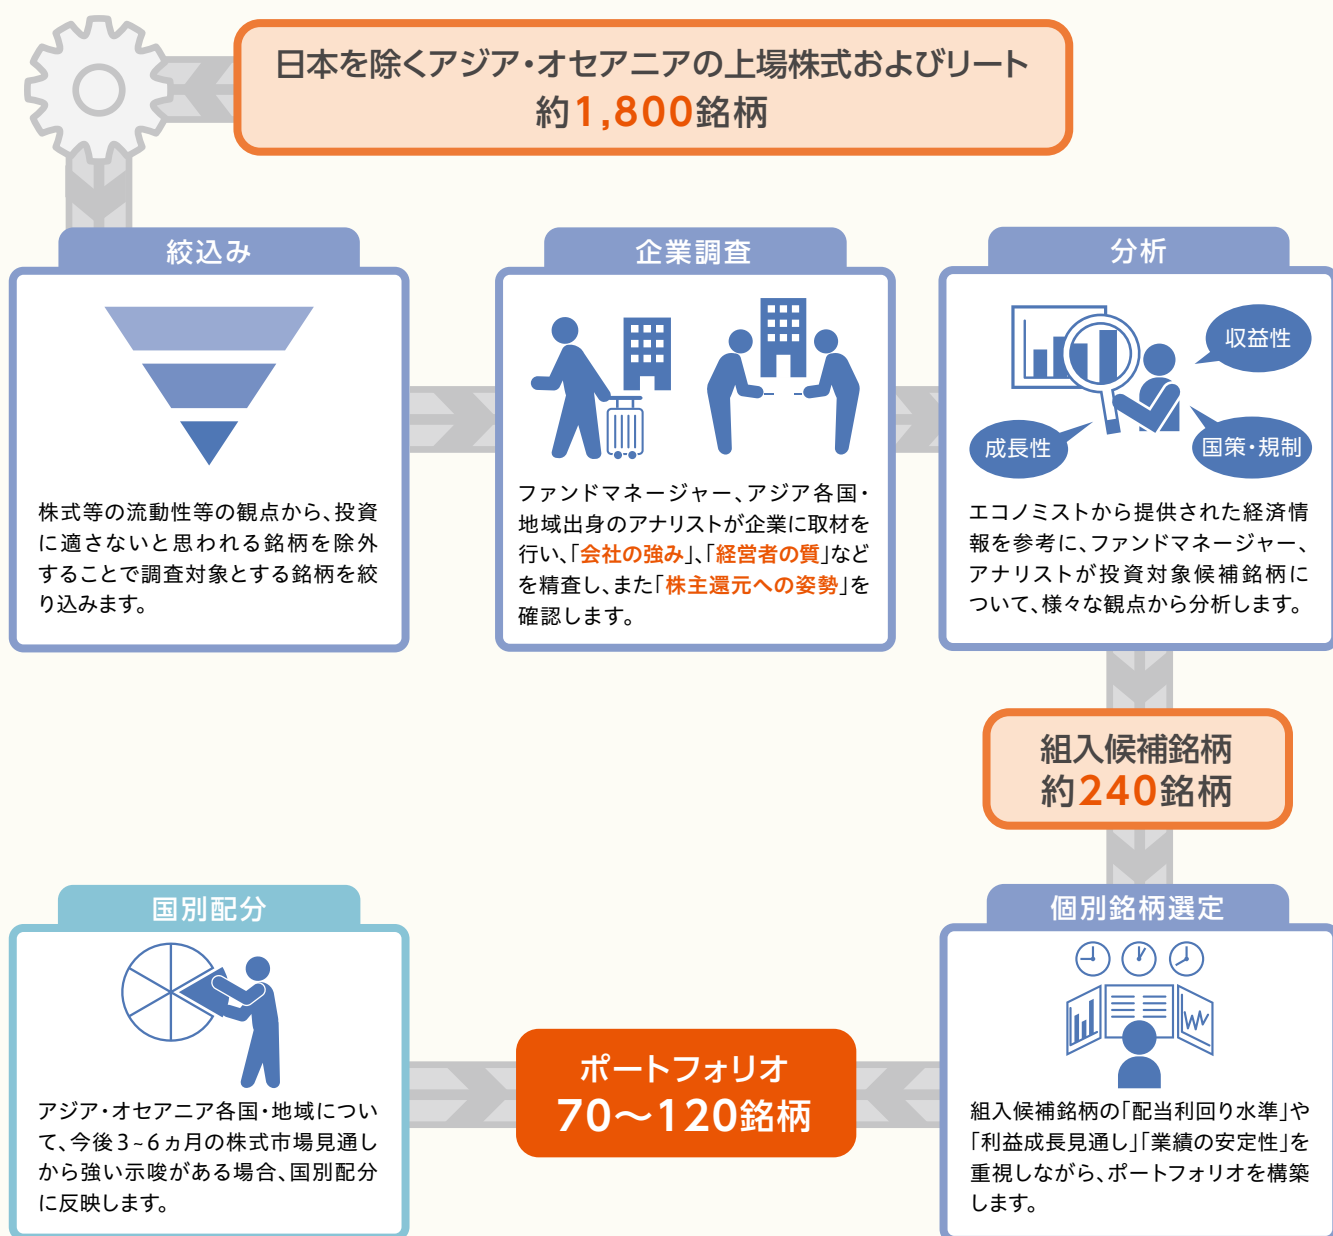 日本を除くアジア・オセアニアの上場株式およびリート
約1,800銘柄
絞込み
株式等の流動性等の観点から、投資
に適さないと思われる銘柄を除外
することで調査対象とする銘柄を絞
り込みます。
企業調査
ファンドマネージャー、アジア各国・
地域出身のアナリストが企業に取材を
行い、「会社の強み」、「経営者の質」など
を精査し、また「株主還元への姿勢」を
確認します。
分析
収益性
成長性
国策・規制
エコノミストから提供された経済情
報を参考に、ファンドマネージャー、
アナリストが投資対象候補銘柄に
ついて、様々な観点から分析します。
組入候補銘柄
約240銘柄
個別銘柄選定
組入候補銘柄の「配当利回り水準」や
「利益成長見通し」「業績の安定性」を
重視しながら、ポートフォリオを構築
します。
ポートフォリオ
70〜120銘柄
国別配分
アジア・オセアニア各国・地域につい
て、今後3~6ヵ月の株式市場見通し
から強い示唆がある場合、国別配分
に反映します。